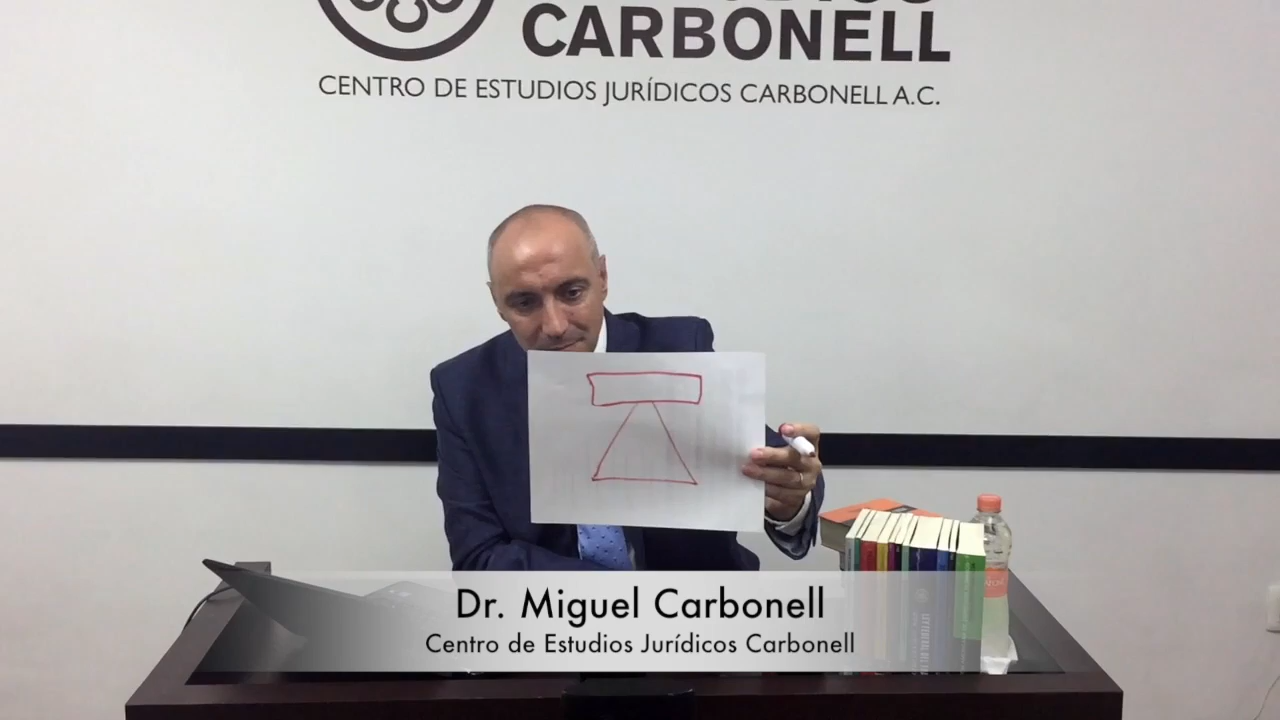 CARBONELL
CENTRO DE ESTUDIOS JURÍDICOS CARBONELL A.C.
Dr. Miguel Carbonell
Centro de Estudios Jurídicos Carbonell